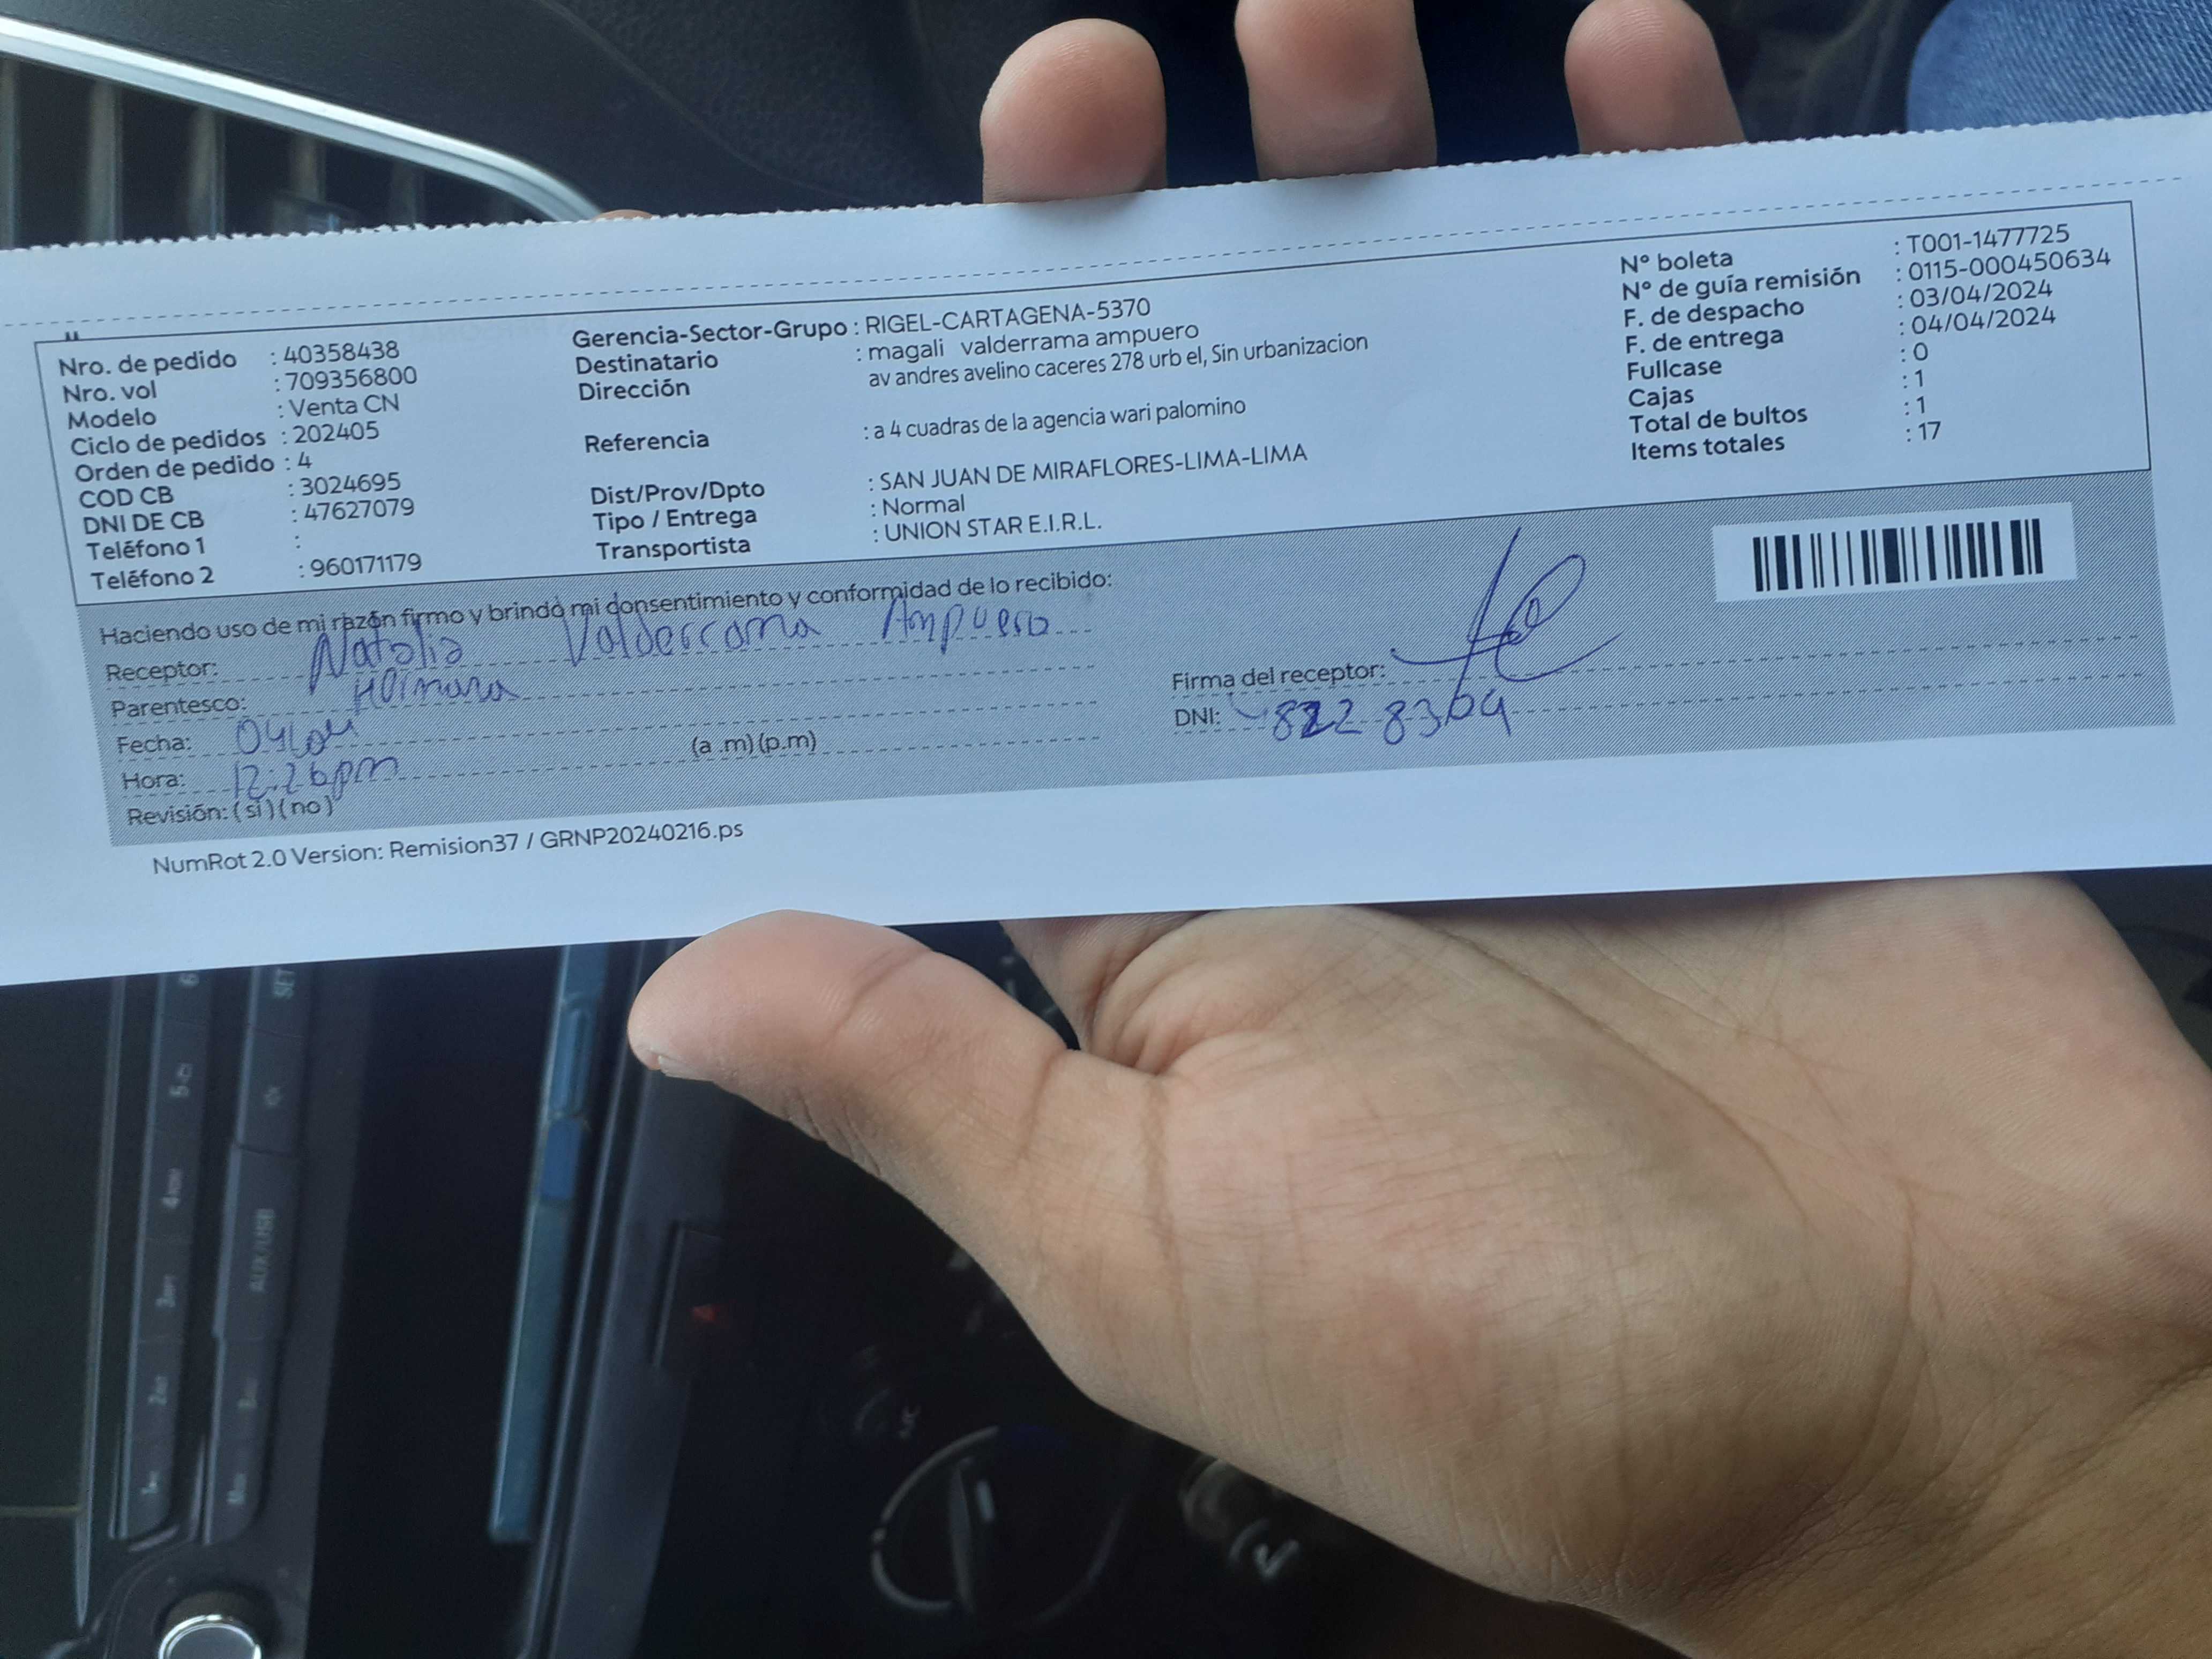 Nro. de pedido : 40358438
Nro. vol : 709356800
Modelo : Venta CN
Ciclo de pedidos : 202405
Orden de pedido : 4
COD CB : 3024695
DNI DE CB : 47627079
Teléfono 1 :
Teléfono 2 : 960171179
Gerencia-Sector-Grupo : RIGEL-CARTAGENA-5370
Destinatario : magali valderrama ampuero
Dirección av andres avelino caceres 278 urb el, Sin urbanizacion
Referencia : a 4 cuadras de la agencia wari palomino
Dist/Prov/Dpto : SAN JUAN DE MIRAFLORES-LIMA-LIMA
Tipo / Entrega : Normal
Transportista : UNION STAR E.I.R.L.
N° boleta : T001-1477725
N° de guía remisión : 0115-000450634
F. de despacho : 03/04/2024
F. de entrega : 04/04/2024
Fullcase : 0
Cajas : 1
Total de bultos : 1
Items totales : 17
Haciendo uso de mi razón firmo y brindo mi consentimiento y conformidad de lo recibido:
Receptor: Natalia Valderrama Ampuero
Parentesco:
Fecha:
Hora: 12:26pm (a .m) (p.m)
Revisión: (si) (no)
Firma del receptor:
DNI:
NumRot 2.0 Version: Remision37 / GRNP20240216.ps
SET
AUX/USB